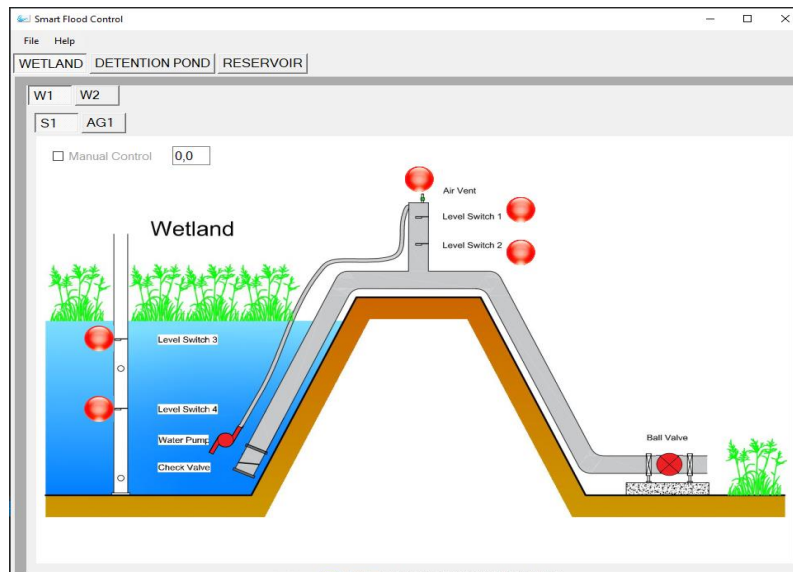 Smart Flood Control
File Help
WETLAND DETENTION POND RESERVOIR
W1 W2
S1 AG1
Manual Control 0,0
Air Vent
Level Switch 1
Wetland
Level Switch 2
Level Switch 3
Level Switch 4
Water Pump
Ball Valve
Check Valve